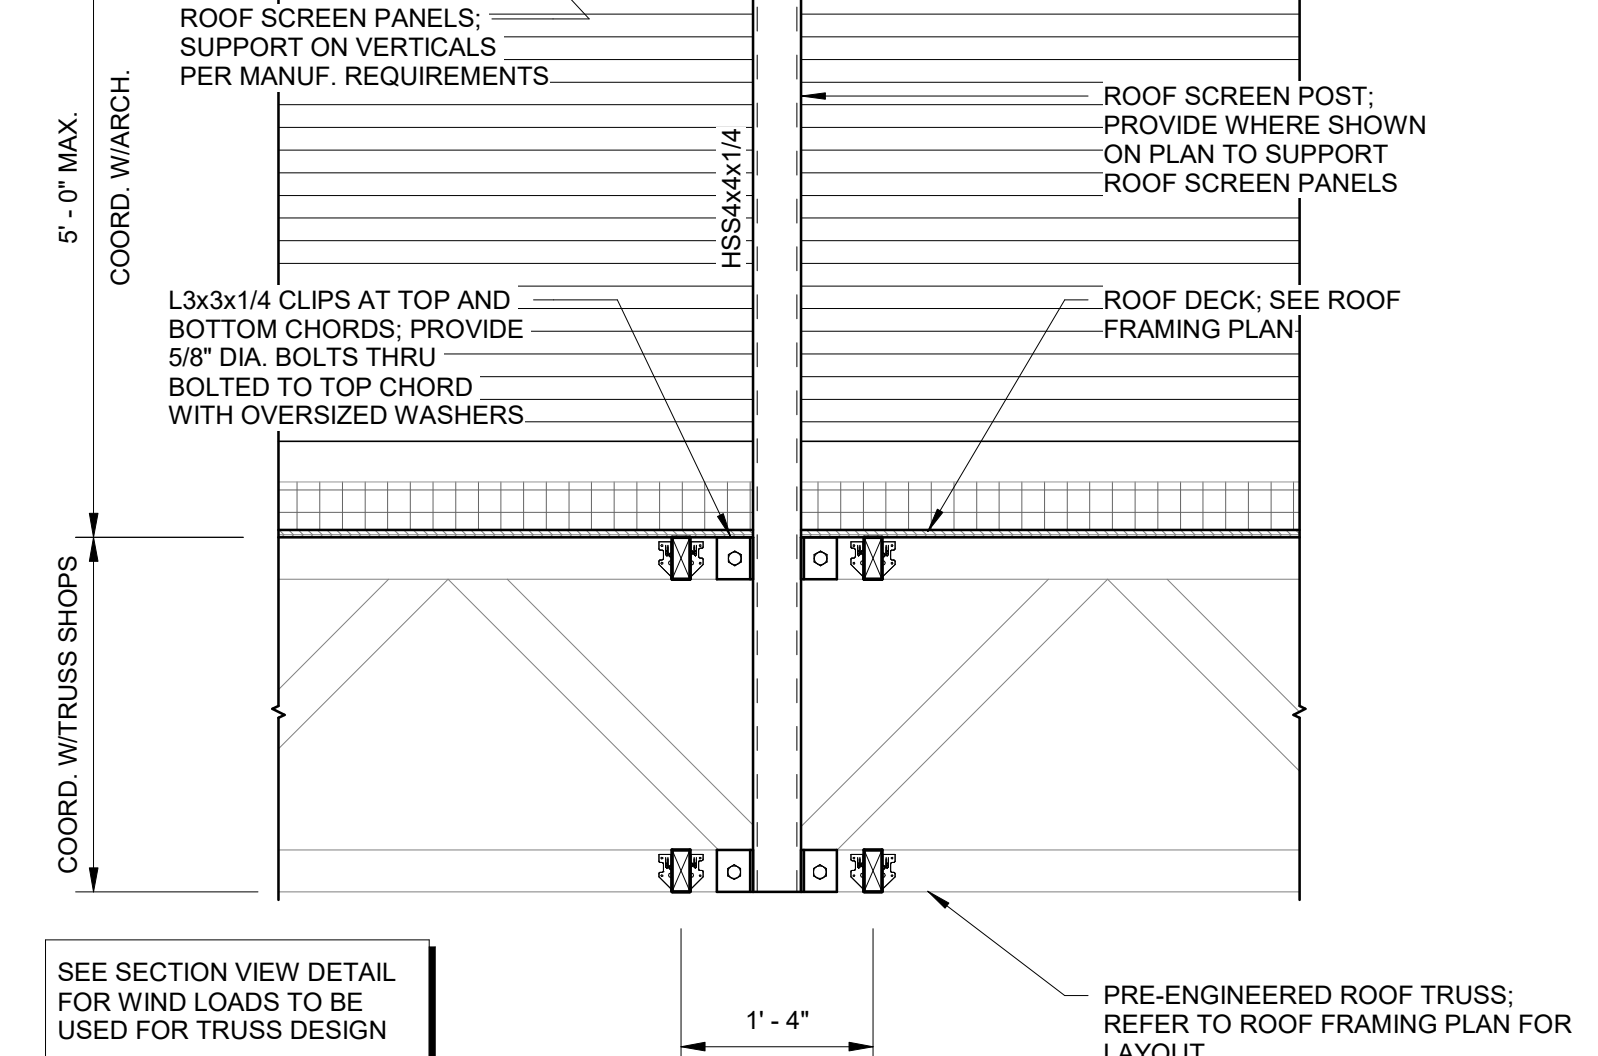 ROOF SCREEN PANELS;
SUPPORT ON VERTICALS
PER MANUF. REQUIREMENTS
5' - 0" MAX.
COORD. W/ARCH.
HSS4x4x1/4
ROOF SCREEN POST;
PROVIDE WHERE SHOWN
ON PLAN TO SUPPORT
ROOF SCREEN PANELS
L3x3x1/4 CLIPS AT TOP AND
BOTTOM CHORDS; PROVIDE
5/8" DIA. BOLTS THRU
BOLTED TO TOP CHORD
WITH OVERSIZED WASHERS
ROOF DECK; SEE ROOF
FRAMING PLAN
COORD. W/TRUSS SHOPS
SEE SECTION VIEW DETAIL
FOR WIND LOADS TO BE
USED FOR TRUSS DESIGN
1' - 4"
PRE-ENGINEERED ROOF TRUSS;
REFER TO ROOF FRAMING PLAN FOR
LAYOUT